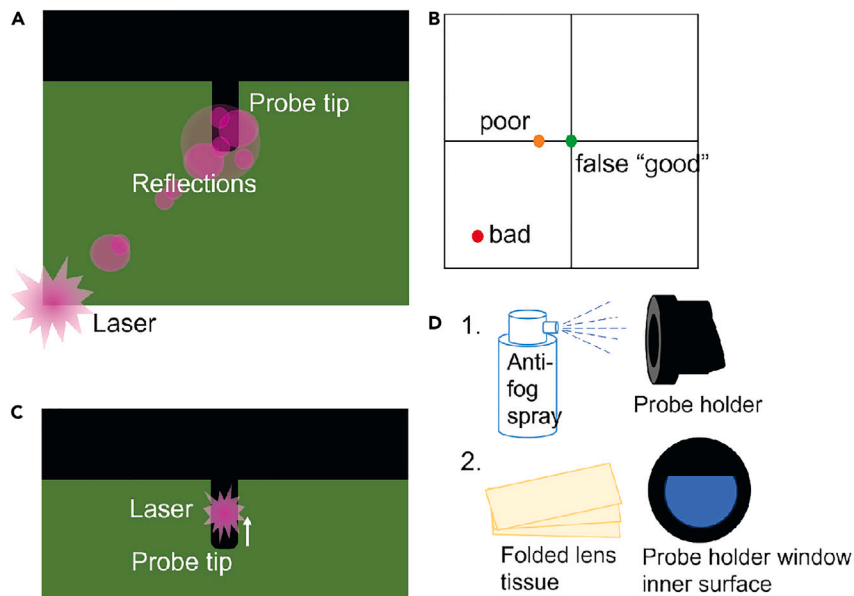 A
Probe tip
Reflections
Laser
B
poor
false “good”
bad
C
Laser
Probe tip
D
1.
Anti-
fog
spray
Probe holder
2.
Folded lens
tissue
Probe holder window
inner surface